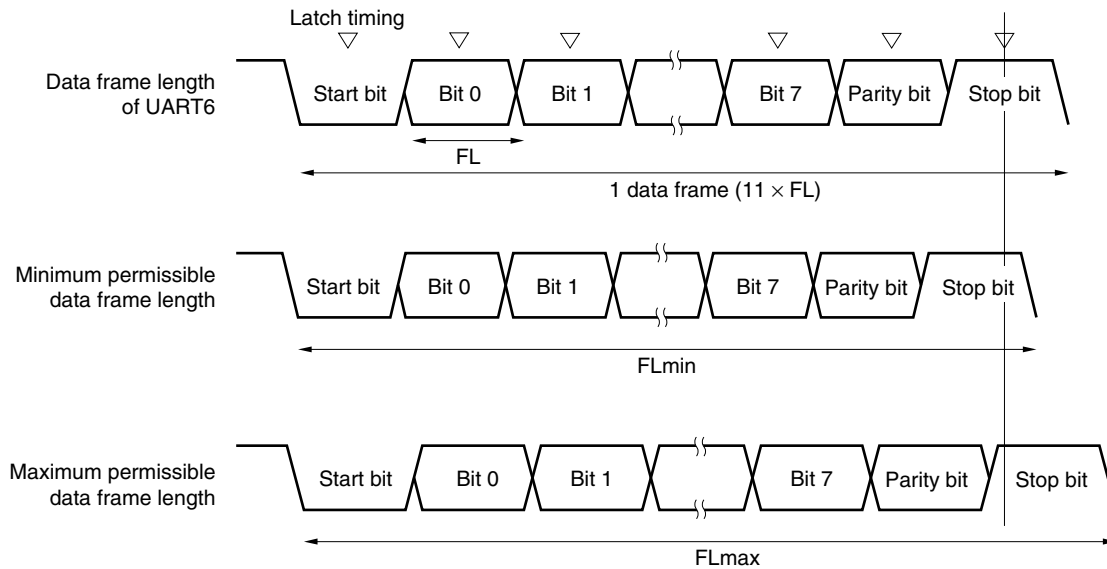 Latch timing
Data frame length
of UART6
Start bit Bit 0 Bit 1 Bit 7 Parity bit Stop bit
FL
1 data frame (11 × FL)
Minimum permissible
data frame length
Start bit Bit 0 Bit 1 Bit 7 Parity bit Stop bit
FLmin
Maximum permissible
data frame length
Start bit Bit 0 Bit 1 Bit 7 Parity bit Stop bit
FLmax